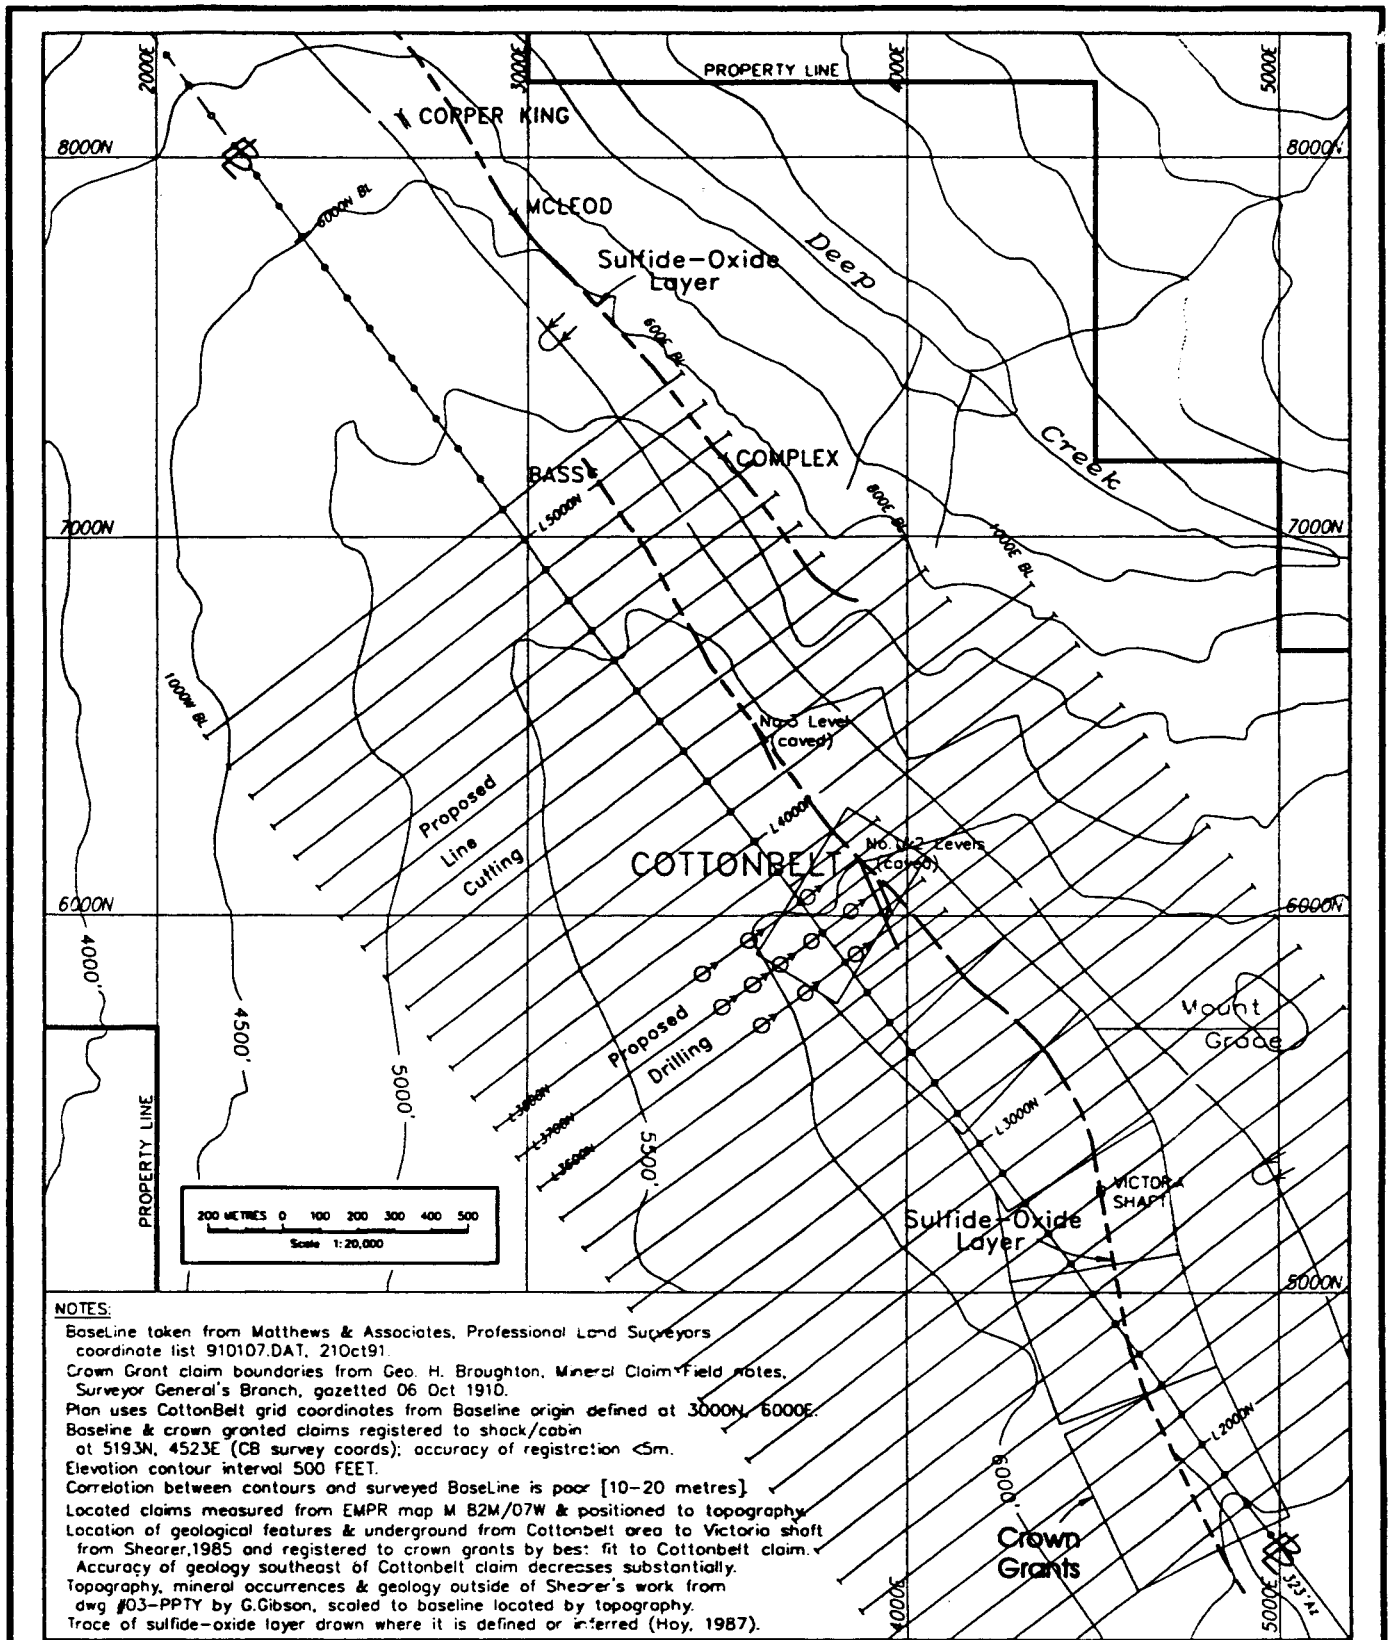 2000E
3000E
4000E
5000E
PROPERTY LINE
COPPER KING
8000N
8000N
6000N BL
MCLEOD
Sulfide-Oxide
Layer
Deep
Creek
600E BL
COMPLEX
BASS
L5000N
800E BL
1000E BL
7000N
7000N
1000W BL
No.3 Level
(caved)
Proposed
Line
Cutting
L4000N
COTTONBELT
No.1&2 Levels
(caved)
6000N
6000N
4000'
4500'
5000'
5500'
Mount
Grace
Proposed
Drilling
L3800N
L3700N
L3600N
L3000N
PROPERTY LINE
VICTORIA
SHAFT
Sulfide-Oxide
Layer
200 METRES 0 100 200 300 400 500
Scale 1:20,000
5000N
NOTES:
BaseLine taken from Matthews & Associates, Professional Land Surveyors
coordinate list 910107.DAT, 21Oct91.
Crown Grant claim boundaries from Geo. H. Broughton, Mineral Claim Field notes,
Surveyor General's Branch, gazetted 06 Oct 1910.
Plan uses CottonBelt grid coordinates from Baseline origin defined at 3000N, 6000E.
Baseline & crown granted claims registered to shack/cabin
at 5193N, 4523E (CB survey coords); accuracy of registration <5m.
Elevation contour interval 500 FEET.
Correlation between contours and surveyed BaseLine is poor [10-20 metres]
Located claims measured from EMPR map M 82M/07W & positioned to topography.
Location of geological features & underground from Cottonbelt area to Victoria shaft
from Shearer,1985 and registered to crown grants by best fit to Cottonbelt claim.
Accuracy of geology southeast of Cottonbelt claim decreases substantially.
Topography, mineral occurrences & geology outside of Shearer's work from
dwg #03-PPTY by G.Gibson, scaled to baseline located by topography.
Trace of sulfide-oxide layer drawn where it is defined or inferred (Hoy, 1987).
L2000N
6000'
Crown
Grants
323°Az
4000E
5000E